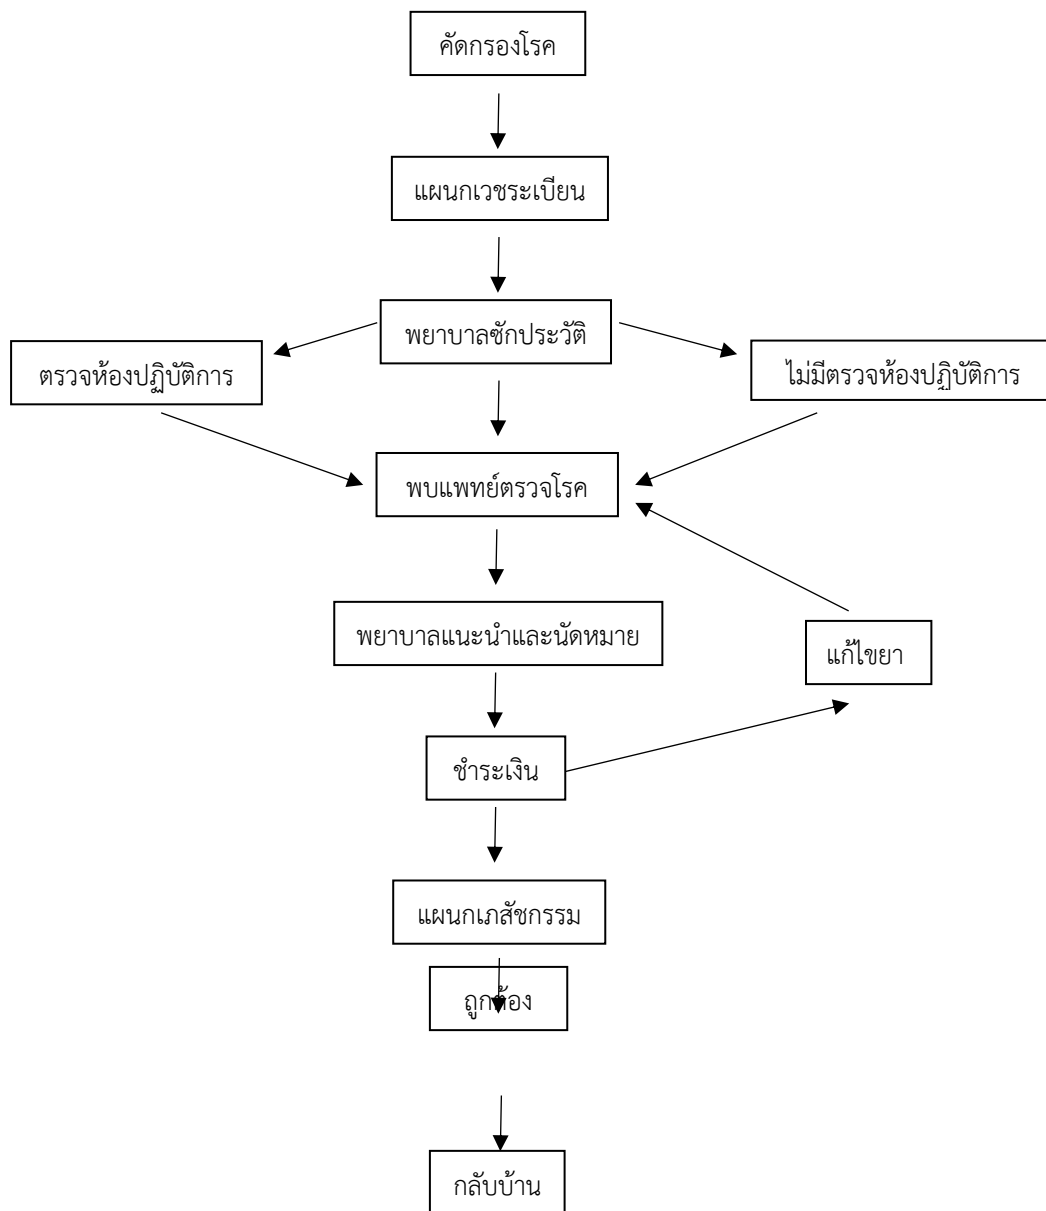 คัดกรองโรค
แผนกเวชระเบียน
พยาบาลซักประวัติ
ตรวจห้องปฏิบัติการ
ไม่มีตรวจห้องปฏิบัติการ
พบแพทย์ตรวจโรค
พยาบาลแนะนำและนัดหมาย
แก้ไขยา
ชำระเงิน
แผนกเภสัชกรรม
ถูกต้อง
กลับบ้าน